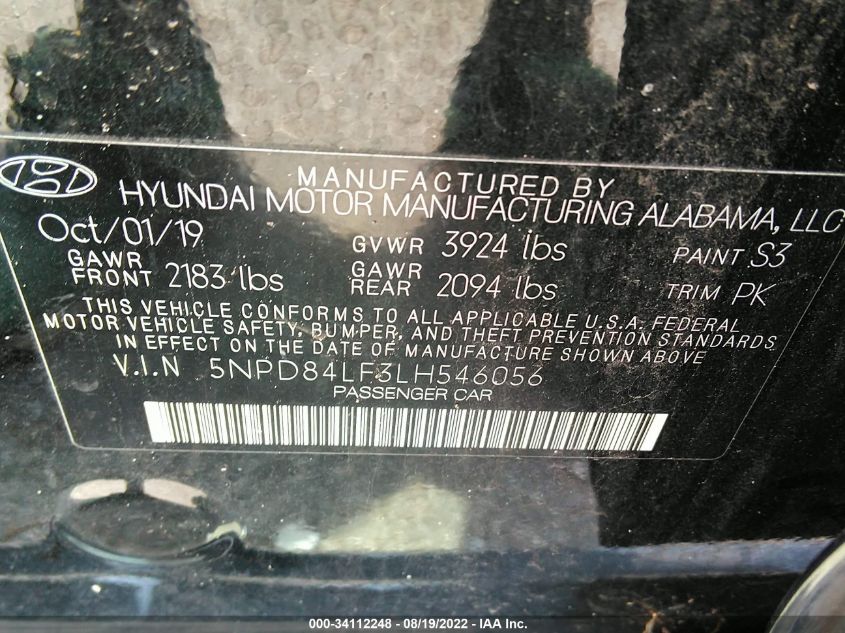 MANUFACTURED BY
HYUNDAI MOTOR MANUFACTURING ALABAMA, LLC
Oct/01/19 GVWR 3924 lbs PAINT S3
GAWR FRONT 2183 lbs GAWR REAR 2094 lbs TRIM PK
THIS VEHICLE CONFORMS TO ALL APPLICABLE U.S.A. FEDERAL
MOTOR VEHICLE SAFETY, BUMPER, AND THEFT PREVENTION STANDARDS
IN EFFECT ON THE DATE OF MANUFACTURE SHOWN ABOVE
V.I.N 5NPD84LF3LH546056
PASSENGER CAR
000-34112248 - 08/19/2022 - IAA Inc.